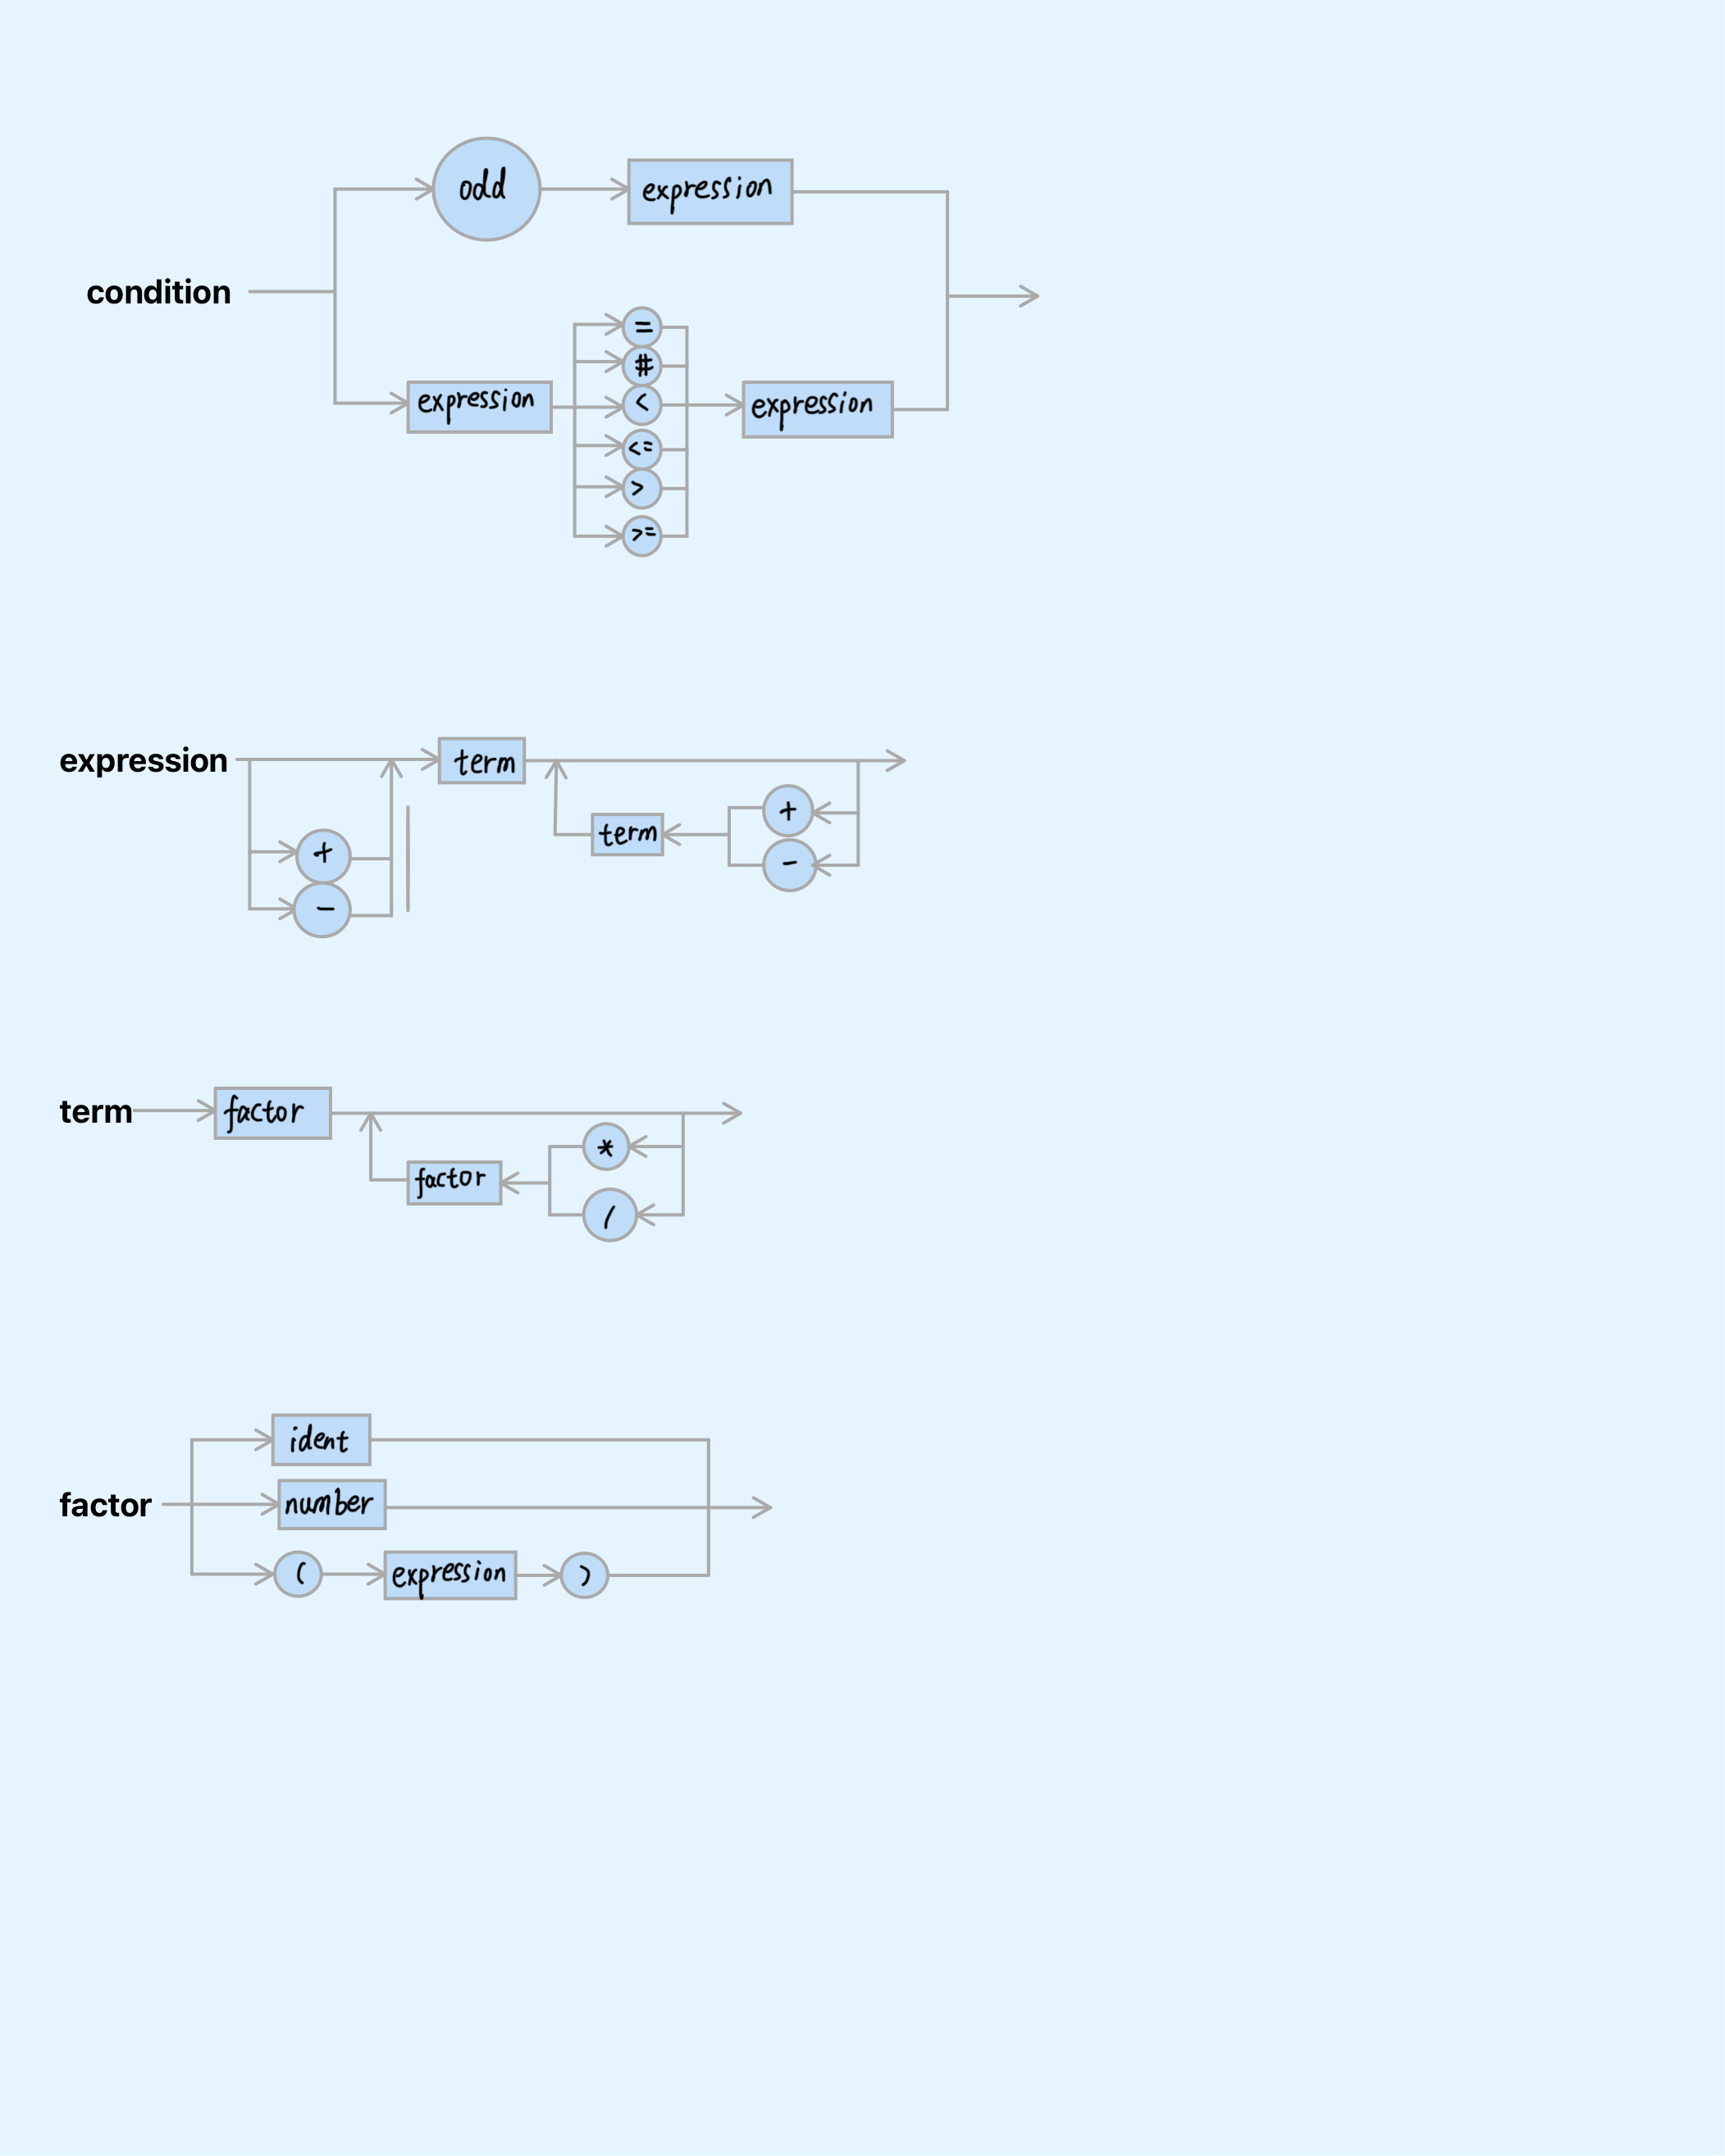 odd expression
condition
=
#
<
expression expression
<=
>
>=
expression term
+
term
+ -
-
term factor
*
factor
/
ident
factor number
( expression )